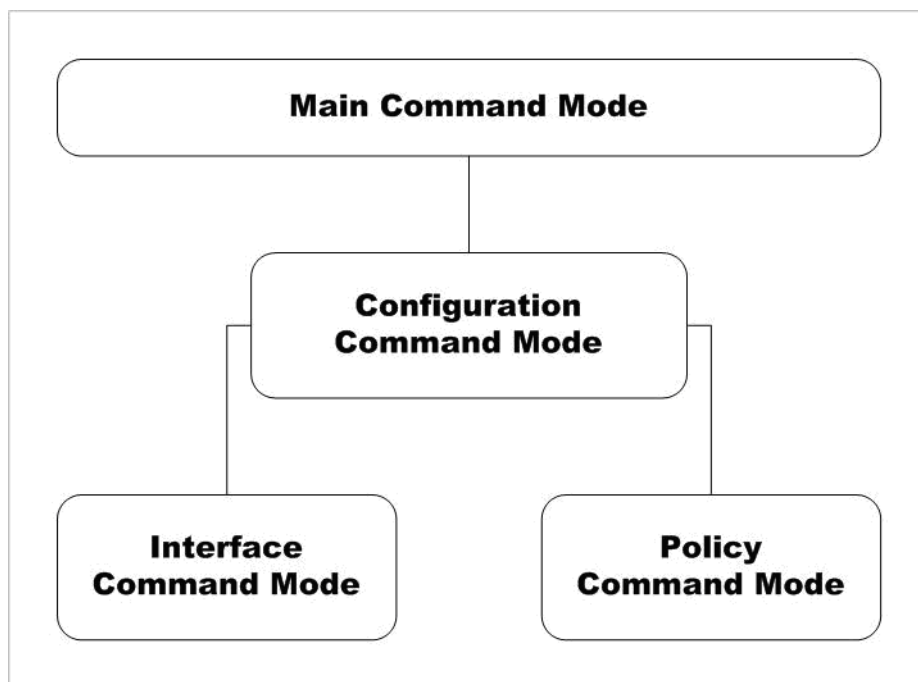 Main Command Mode
Configuration
Command Mode
Interface
Command Mode
Policy
Command Mode